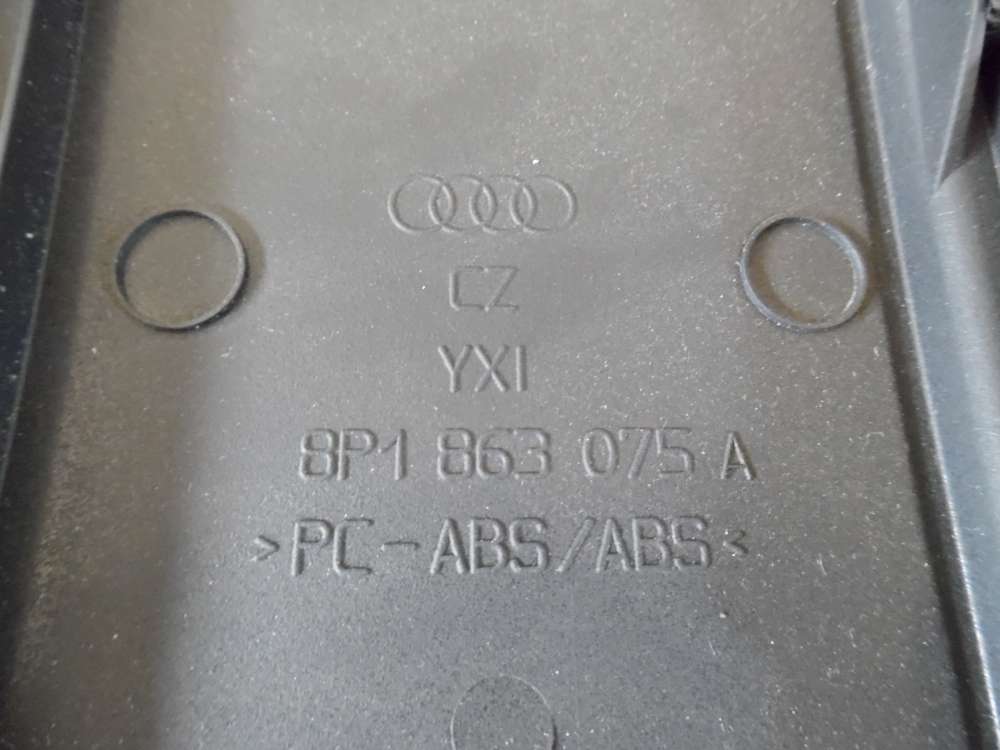 CZ
YXI
8P1 863 075 A
>PC-ABS/ABS<